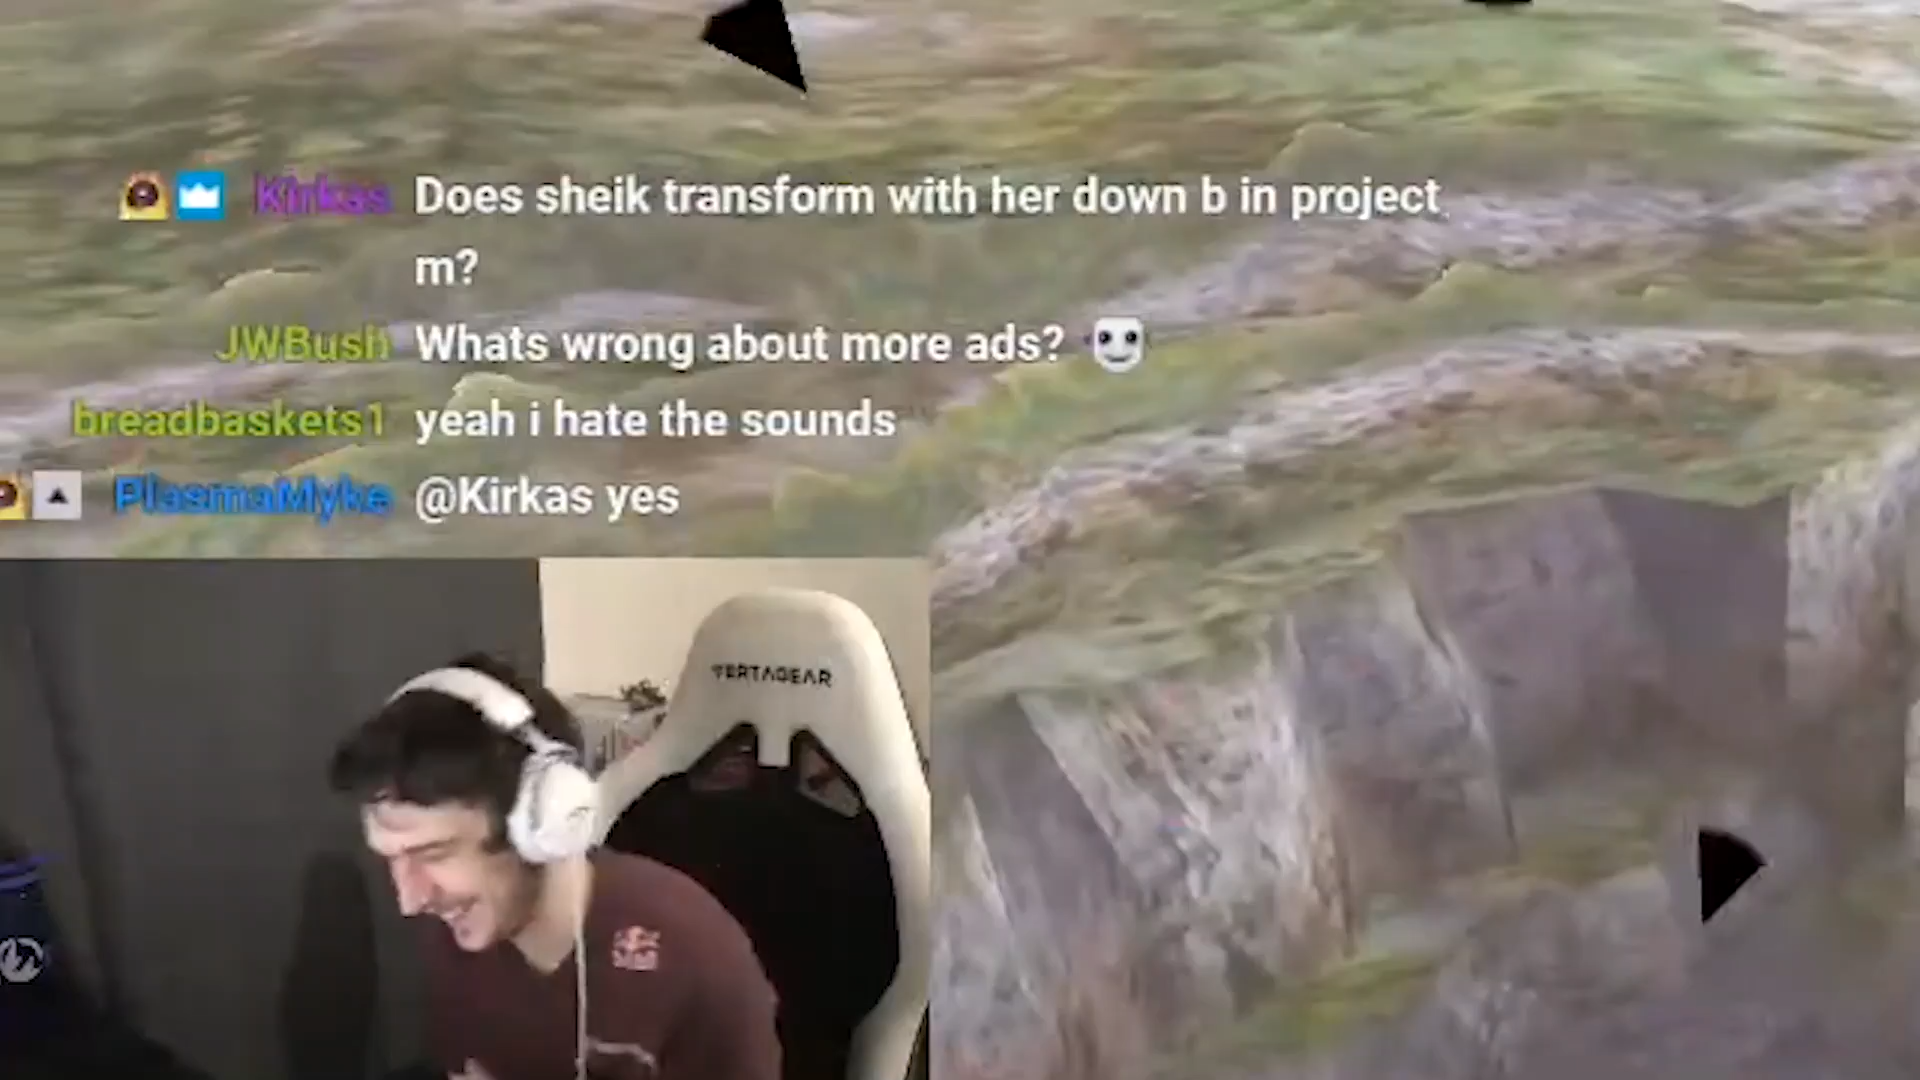 Kirkas Does sheik transform with her down b in project
m?
JWBush Whats wrong about more ads?
breadbaskets1 yeah i hate the sounds
PlasmaMyke @Kirkas yes
VERTAGEAR